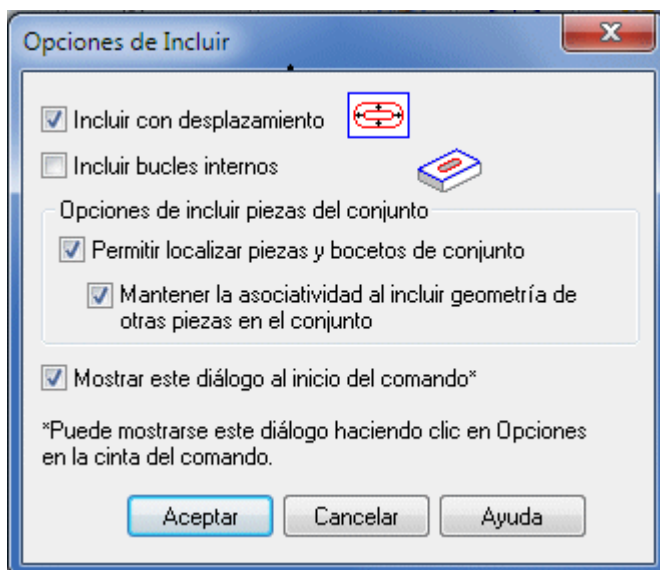 Opciones de Incluir
Incluir con desplazamiento
Incluir bucles internos
Opciones de incluir piezas del conjunto
Permitir localizar piezas y bocetos de conjunto
Mantener la asociatividad al incluir geometría de
otras piezas en el conjunto
Mostrar este diálogo al inicio del comando*
*Puede mostrarse este diálogo haciendo clic en Opciones
en la cinta del comando.
Aceptar Cancelar Ayuda